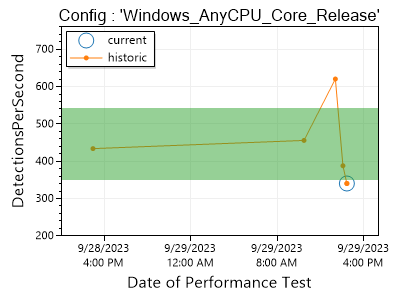 Config : 'Windows_AnyCPU_Core_Release'
current
historic
700
600
500
400
300
200
DetectionsPerSecond
9/28/2023 9/29/2023 9/29/2023 9/29/2023
4:00 PM 12:00 AM 8:00 AM 4:00 PM
Date of Performance Test